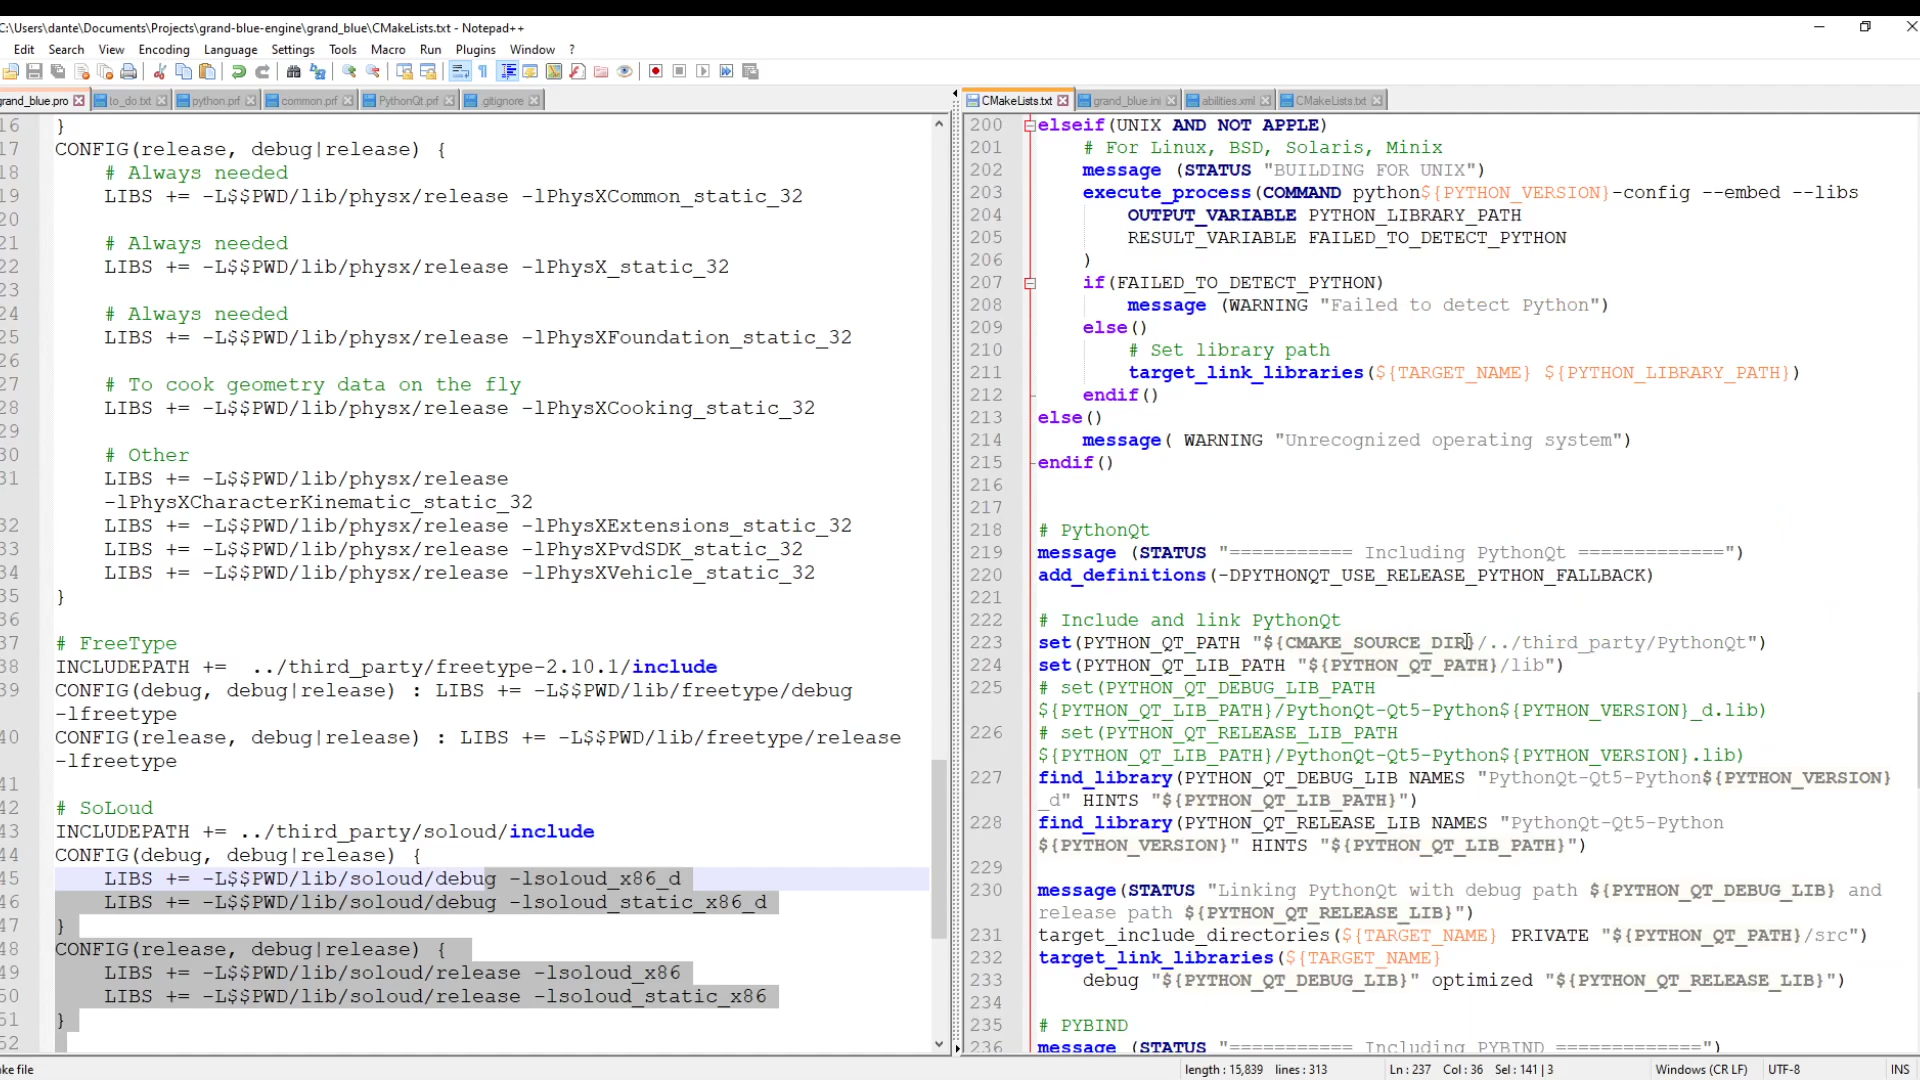 C:\Users\dante\Documents\Projects\grand-blue-engine\grand_blue\CMakeLists.txt - Notepad++
Edit Search View Encoding Language Settings Tools Macro Run Plugins Window ?
grand_blue.pro to_do.txt python.prf common.prf PythonQt.prf .gitignore
16 }
17 CONFIG(release, debug|release) {
18 # Always needed
19 LIBS += -L$$PWD/lib/physx/release -lPhysXCommon_static_32
20
21 # Always needed
22 LIBS += -L$$PWD/lib/physx/release -lPhysX_static_32
23
24 # Always needed
25 LIBS += -L$$PWD/lib/physx/release -lPhysXFoundation_static_32
26
27 # To cook geometry data on the fly
28 LIBS += -L$$PWD/lib/physx/release -lPhysXCooking_static_32
29
30 # Other
31 LIBS += -L$$PWD/lib/physx/release
-lPhysXCharacterKinematic_static_32
32 LIBS += -L$$PWD/lib/physx/release -lPhysXExtensions_static_32
33 LIBS += -L$$PWD/lib/physx/release -lPhysXPvdSDK_static_32
34 LIBS += -L$$PWD/lib/physx/release -lPhysXVehicle_static_32
35 }
36
37 # FreeType
38 INCLUDEPATH += ../third_party/freetype-2.10.1/include
39 CONFIG(debug, debug|release) : LIBS += -L$$PWD/lib/freetype/debug
-lfreetype
40 CONFIG(release, debug|release) : LIBS += -L$$PWD/lib/freetype/release
-lfreetype
41
42 # SoLoud
43 INCLUDEPATH += ../third_party/soloud/include
44 CONFIG(debug, debug|release) {
45 LIBS += -L$$PWD/lib/soloud/debug -lsoloud_x86_d
46 LIBS += -L$$PWD/lib/soloud/debug -lsoloud_static_x86_d
47 }
48 CONFIG(release, debug|release) {
49 LIBS += -L$$PWD/lib/soloud/release -lsoloud_x86
50 LIBS += -L$$PWD/lib/soloud/release -lsoloud_static_x86
51 }
52
CMakeLists.txt grand_blue.ini abilities.xml CMakeLists.txt
200 elseif(UNIX AND NOT APPLE)
201 # For Linux, BSD, Solaris, Minix
202 message (STATUS "BUILDING FOR UNIX")
203 execute_process(COMMAND python${PYTHON_VERSION}-config --embed --libs
204 OUTPUT_VARIABLE PYTHON_LIBRARY_PATH
205 RESULT_VARIABLE FAILED_TO_DETECT_PYTHON
206 )
207 if(FAILED_TO_DETECT_PYTHON)
208 message (WARNING "Failed to detect Python")
209 else()
210 # Set library path
211 target_link_libraries(${TARGET_NAME} ${PYTHON_LIBRARY_PATH})
212 endif()
213 else()
214 message( WARNING "Unrecognized operating system")
215 endif()
216
217
218 # PythonQt
219 message (STATUS "=========== Including PythonQt =============")
220 add_definitions(-DPYTHONQT_USE_RELEASE_PYTHON_FALLBACK)
221
222 # Include and link PythonQt
223 set(PYTHON_QT_PATH "${CMAKE_SOURCE_DIR}/../third_party/PythonQt")
224 set(PYTHON_QT_LIB_PATH "${PYTHON_QT_PATH}/lib")
225 # set(PYTHON_QT_DEBUG_LIB_PATH
${PYTHON_QT_LIB_PATH}/PythonQt-Qt5-Python${PYTHON_VERSION}_d.lib)
226 # set(PYTHON_QT_RELEASE_LIB_PATH
${PYTHON_QT_LIB_PATH}/PythonQt-Qt5-Python${PYTHON_VERSION}.lib)
227 find_library(PYTHON_QT_DEBUG_LIB NAMES "PythonQt-Qt5-Python${PYTHON_VERSION}
_d" HINTS "${PYTHON_QT_LIB_PATH}")
228 find_library(PYTHON_QT_RELEASE_LIB NAMES "PythonQt-Qt5-Python
${PYTHON_VERSION}" HINTS "${PYTHON_QT_LIB_PATH}")
229
230 message(STATUS "Linking PythonQt with debug path ${PYTHON_QT_DEBUG_LIB} and
release path ${PYTHON_QT_RELEASE_LIB}")
231 target_include_directories(${TARGET_NAME} PRIVATE "${PYTHON_QT_PATH}/src")
232 target_link_libraries(${TARGET_NAME}
233 debug "${PYTHON_QT_DEBUG_LIB}" optimized "${PYTHON_QT_RELEASE_LIB}")
234
235 # PYBIND
236 message (STATUS "=========== Including PYBIND =============")
ke file length : 15,839 lines : 313 Ln : 237 Col : 36 Sel : 141 | 3 Windows (CR LF) UTF-8 INS